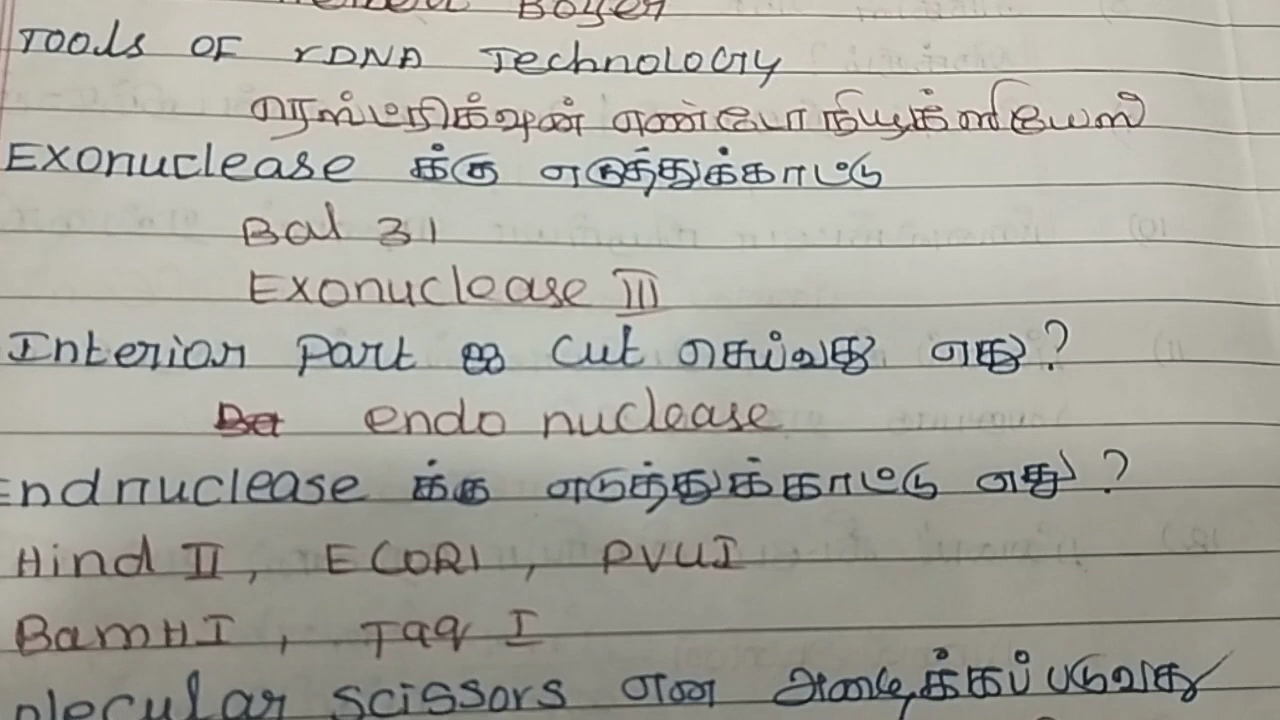 Boyer
Tools OF rDNA Technology
ரெஸ்ட்ரிக்ஷன் எண்டோநியூக்ளியேஸ்
Exonuclease க்கு எடுத்துக்காட்டு
Bal 31
Exonuclease III
Interior Part ஐ cut செய்வது எது?
endo nuclease
Endnuclease க்கு எடுத்துக்காட்டு எது?
Hind II, ECORI, PVUI
BamHI, Taq I
olecular scissors என அழைக்கப்படுவது